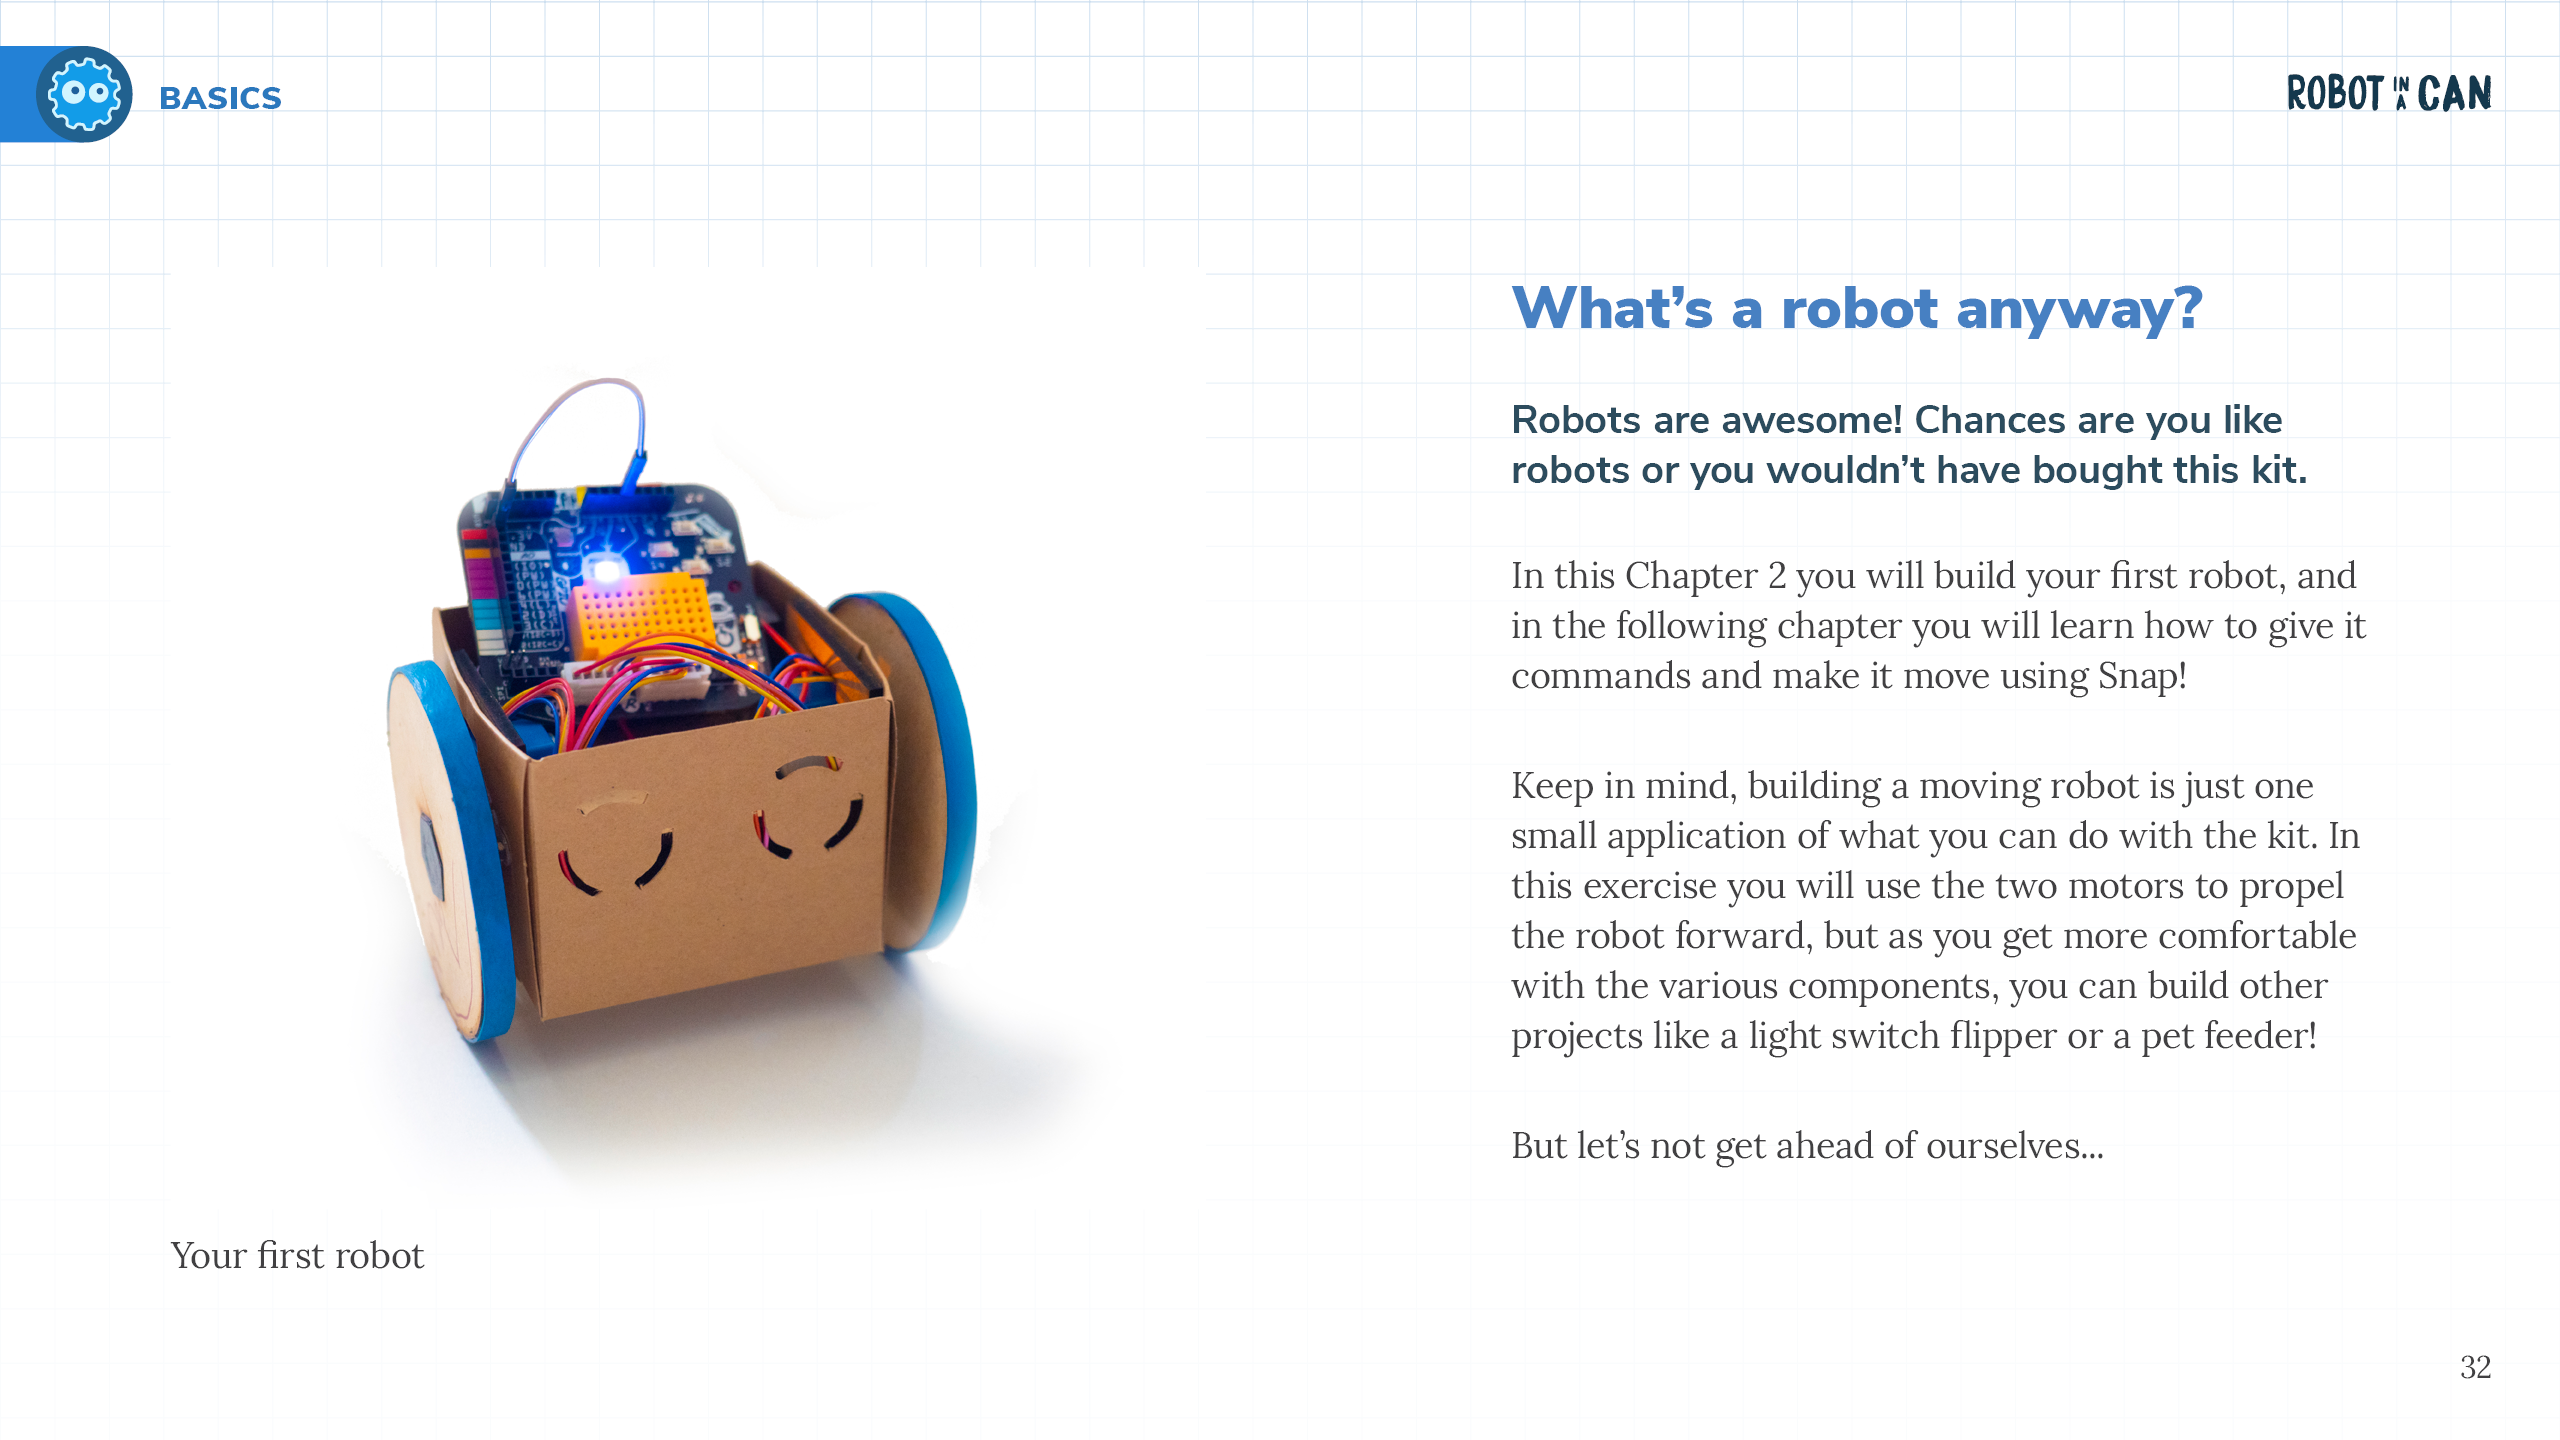 BASICS
ROBOT IN A CAN
What’s a robot anyway?
Robots are awesome! Chances are you like
robots or you wouldn’t have bought this kit.
In this Chapter 2 you will build your first robot, and
in the following chapter you will learn how to give it
commands and make it move using Snap!
Keep in mind, building a moving robot is just one
small application of what you can do with the kit. In
this exercise you will use the two motors to propel
the robot forward, but as you get more comfortable
with the various components, you can build other
projects like a light switch flipper or a pet feeder!
But let’s not get ahead of ourselves...
Your first robot
32